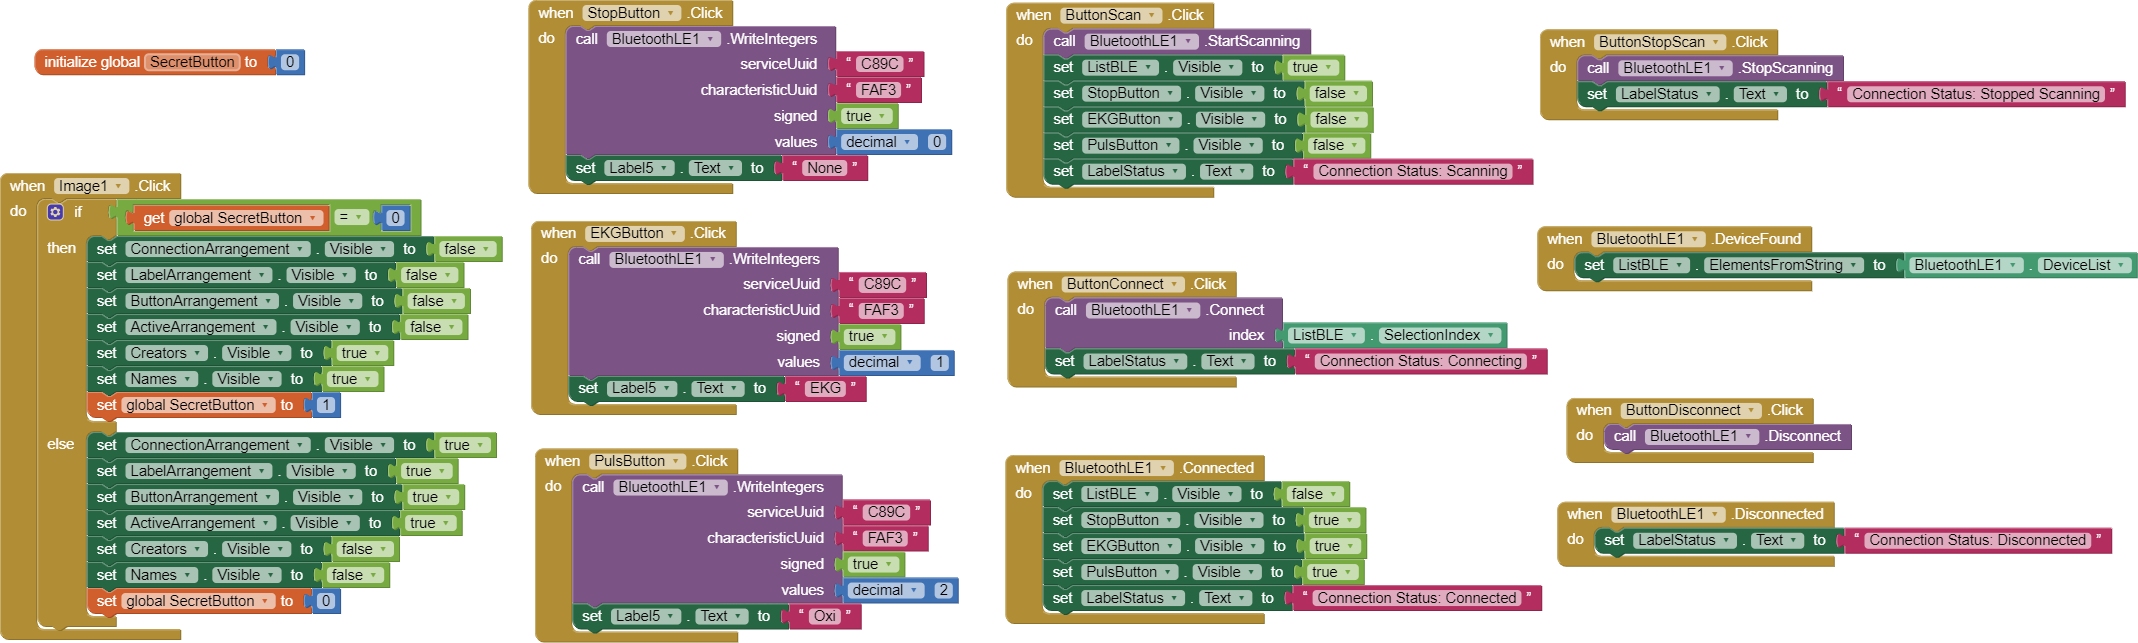 initialize global SecretButton to 0
when Image1 .Click
do if get global SecretButton = 0
then set ConnectionArrangement . Visible to false
set LabelArrangement . Visible to false
set ButtonArrangement . Visible to false
set ActiveArrangement . Visible to false
set Creators . Visible to true
set Names . Visible to true
set global SecretButton to 1
else set ConnectionArrangement . Visible to true
set LabelArrangement . Visible to true
set ButtonArrangement . Visible to true
set ActiveArrangement . Visible to true
set Creators . Visible to false
set Names . Visible to false
set global SecretButton to 0
when StopButton .Click
do call BluetoothLE1 .WriteIntegers
serviceUuid “ C89C ”
characteristicUuid “ FAF3 ”
signed true
values decimal 0
set Label5 . Text to “ None ”
when EKGButton .Click
do call BluetoothLE1 .WriteIntegers
serviceUuid “ C89C ”
characteristicUuid “ FAF3 ”
signed true
values decimal 1
set Label5 . Text to “ EKG ”
when PulsButton .Click
do call BluetoothLE1 .WriteIntegers
serviceUuid “ C89C ”
characteristicUuid “ FAF3 ”
signed true
values decimal 2
set Label5 . Text to “ Oxi ”
when ButtonScan .Click
do call BluetoothLE1 .StartScanning
set ListBLE . Visible to true
set StopButton . Visible to false
set EKGButton . Visible to false
set PulsButton . Visible to false
set LabelStatus . Text to “ Connection Status: Scanning ”
when ButtonConnect .Click
do call BluetoothLE1 .Connect
index ListBLE . SelectionIndex
set LabelStatus . Text to “ Connection Status: Connecting ”
when BluetoothLE1 .Connected
do set ListBLE . Visible to false
set StopButton . Visible to true
set EKGButton . Visible to true
set PulsButton . Visible to true
set LabelStatus . Text to “ Connection Status: Connected ”
when ButtonStopScan .Click
do call BluetoothLE1 .StopScanning
set LabelStatus . Text to “ Connection Status: Stopped Scanning ”
when BluetoothLE1 .DeviceFound
do set ListBLE . ElementsFromString to BluetoothLE1 . DeviceList
when ButtonDisconnect .Click
do call BluetoothLE1 .Disconnect
when BluetoothLE1 .Disconnected
do set LabelStatus . Text to “ Connection Status: Disconnected ”